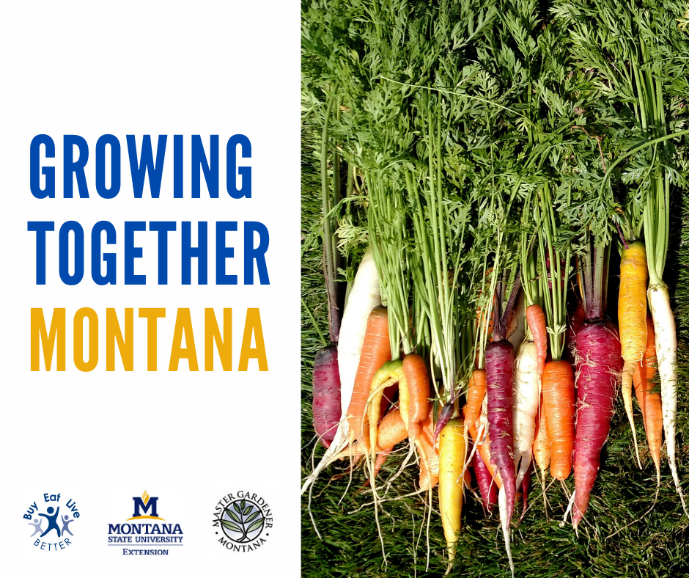 GROWING
TOGETHER
MONTANA
Buy Eat Live
BETTER
MONTANA
STATE UNIVERSITY
EXTENSION
MASTER GARDENER
MONTANA